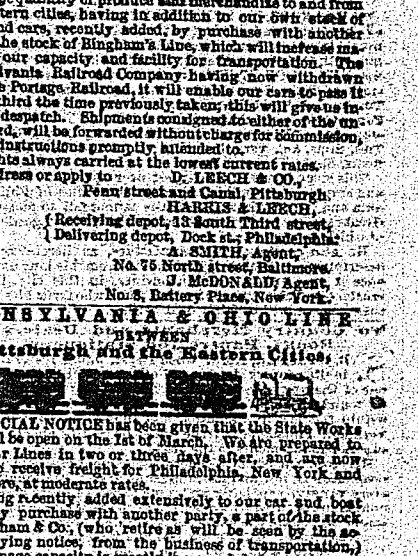 quantity of produce and merchandize to and from
tern cities, having in addition to our own stock of
nd cars, recently added, by purchase with another
he stock of Bingham's Line, which will increase ma-
our capacity and facility for transportation. The
lvania Railroad Company having now withdrawn
e Portage Railroad, it will enable our cars to pass it
third the time previously taken; this will give us in-
despatch. Shipments consigned to either of the un-
d, will be forwarded without charge for commission,
instructions promptly attended to.
hts always carried at the lowest current rates.
dress or apply to D. LEECH & CO.,
Penn street and Canal, Pittsburgh.
HARRIS & LEECH,
{ Receiving depot, 13 South Third street,
{ Delivering depot, Dock st., Philadelphia.
A. SMITH, Agent,
No. 75 North street, Baltimore.
J. McDONALD, Agent,
No. 8, Battery Place, New York.
NSYLVANIA & OHIO LINE
BETWEEN
ttsburgh and the Eastern Cities.
CIAL NOTICE has been given that the State Works
l be open on the 1st of March. We are prepared to
r Lines in two or three days after, and are now
receive freight for Philadelphia, New York and
re, at moderate rates.
ng recently added extensively to our car and boat
y purchase with another party, a part of the stock
ham & Co., (who retire as will be seen by the ac-
ying notice, from the business of transportation,)